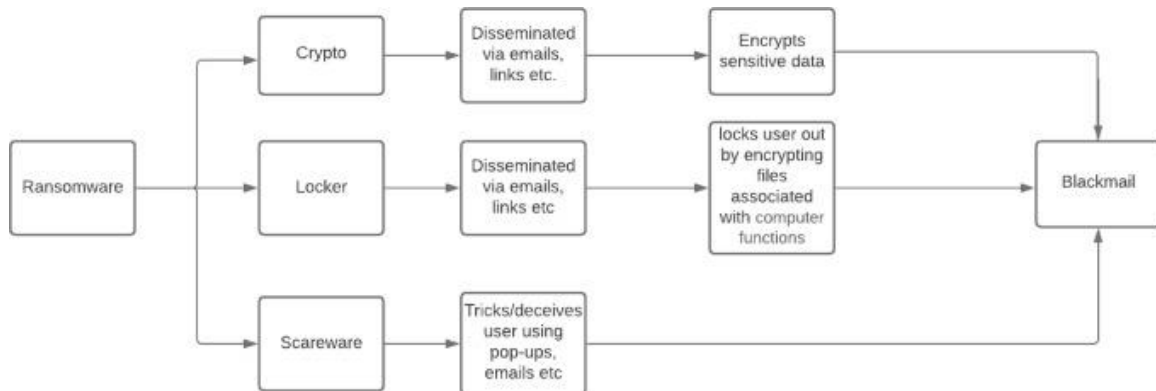 Ransomware
Crypto
Disseminated
via emails,
links etc.
Encrypts
sensitive data
Locker
Disseminated
via emails,
links etc
locks user out
by encrypting
files
associated
with computer
functions
Blackmail
Scareware
Tricks/deceives
user using
pop-ups,
emails etc